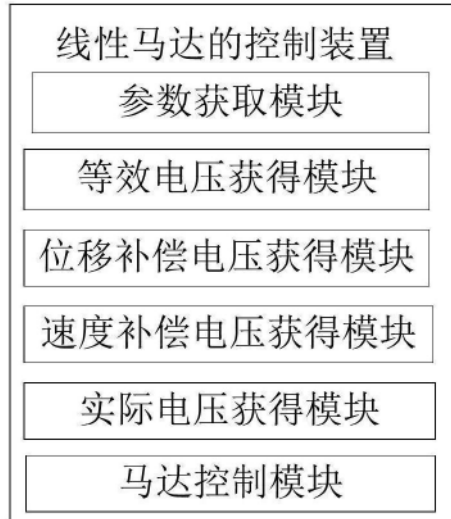 线性马达的控制装置
参数获取模块
等效电压获得模块
位移补偿电压获得模块
速度补偿电压获得模块
实际电压获得模块
马达控制模块